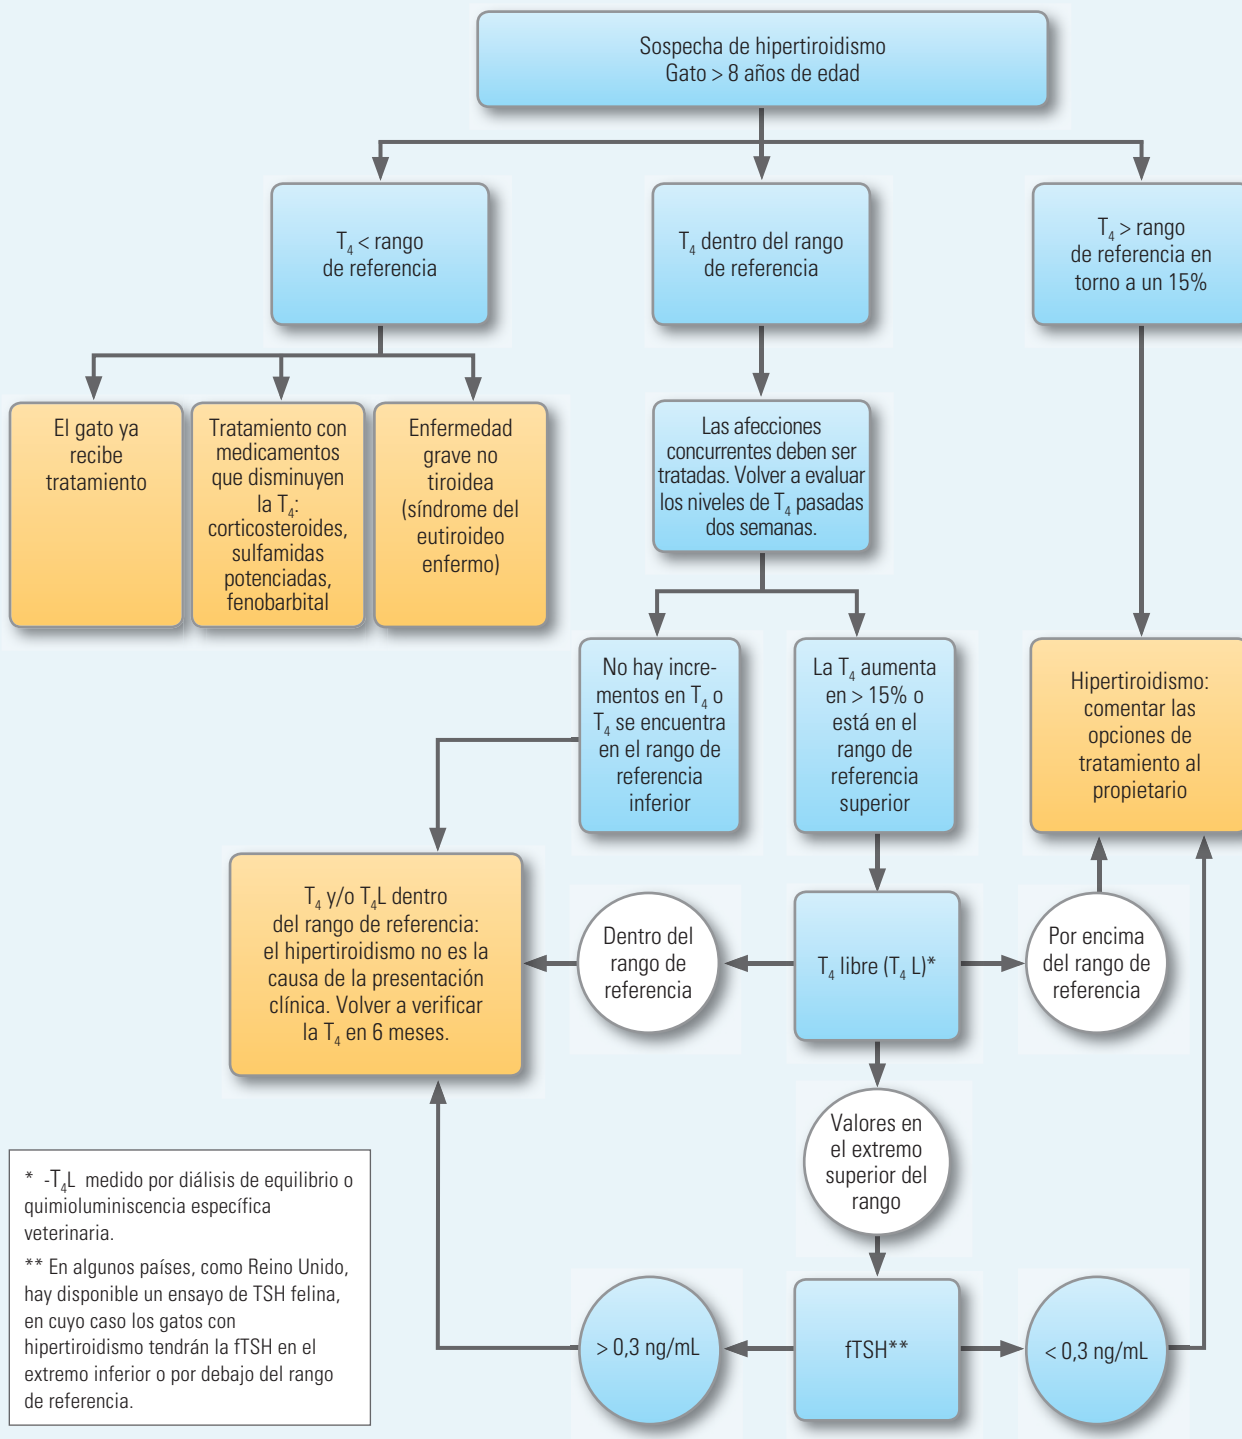 Sospecha de hipertiroidismo
Gato > 8 años de edad
T₄ < rango
de referencia
T₄ dentro del rango
de referencia
T₄ > rango
de referencia en
torno a un 15%
El gato ya
recibe
tratamiento
Tratamiento con
medicamentos
que disminuyen
la T₄:
corticosteroides,
sulfamidas
potenciadas,
fenobarbital
Enfermedad
grave no
tiroidea
(síndrome del
eutiroideo
enfermo)
Las afecciones
concurrentes deben ser
tratadas. Volver a evaluar
los niveles de T₄ pasadas
dos semanas.
No hay incre-
mentos en T₄ o
T₄ se encuentra
en el rango de
referencia
inferior
La T₄ aumenta
en > 15% o
está en el
rango de
referencia
superior
Hipertiroidismo:
comentar las
opciones de
tratamiento al
propietario
T₄ y/o T₄L dentro
del rango de referencia:
el hipertiroidismo no es la
causa de la presentación
clínica. Volver a verificar
la T₄ en 6 meses.
Dentro del
rango de
referencia
T₄ libre (T₄ L)*
Por encima
del rango de
referencia
Valores en
el extremo
superior del
rango
> 0,3 ng/mL
fTSH**
< 0,3 ng/mL
* -T₄L medido por diálisis de equilibrio o
quimioluminiscencia específica
veterinaria.
** En algunos países, como Reino Unido,
hay disponible un ensayo de TSH felina,
en cuyo caso los gatos con
hipertiroidismo tendrán la fTSH en el
extremo inferior o por debajo del rango
de referencia.